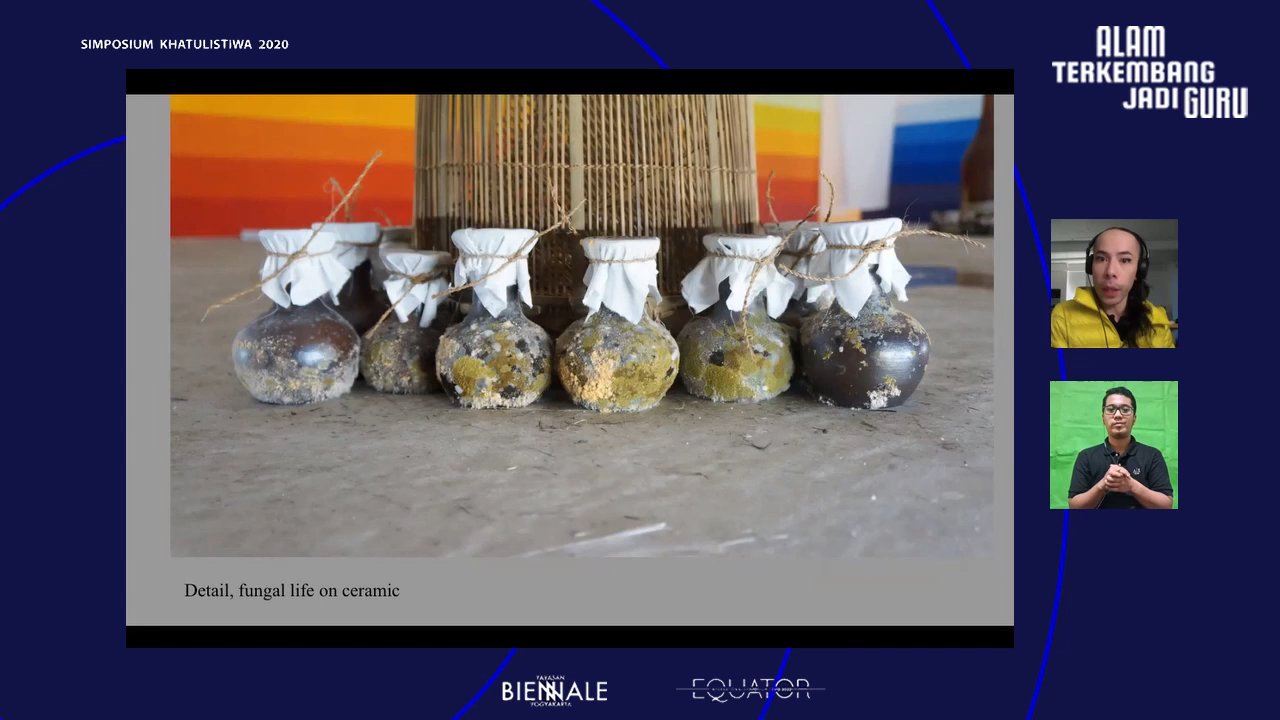 SIMPOSIUM KHATULISTIWA 2020
ALAM
TERKEMBANG
JADI GURU
Detail, fungal life on ceramic
YAYASAN
BIENNALE
YOGYAKARTA
EQUATOR